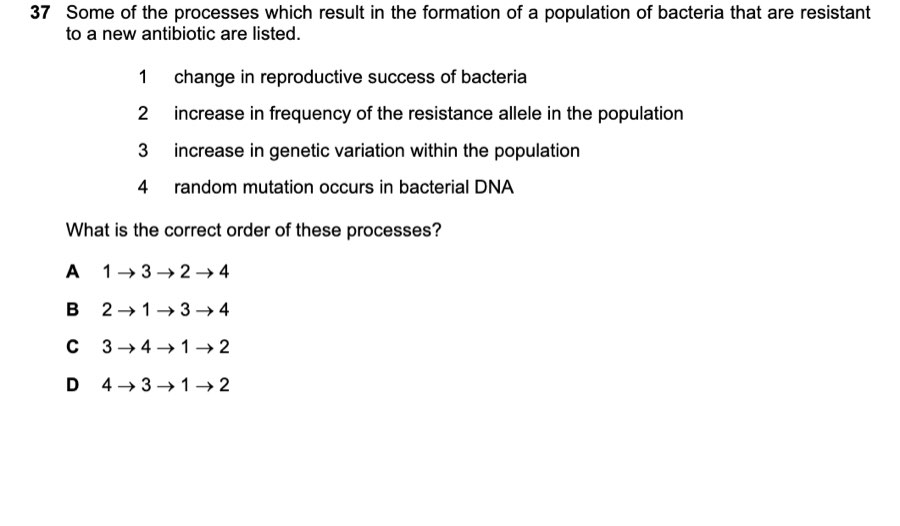 37 Some of the processes which result in the formation of a population of bacteria that are resistant
to a new antibiotic are listed.
1 change in reproductive success of bacteria
2 increase in frequency of the resistance allele in the population
3 increase in genetic variation within the population
4 random mutation occurs in bacterial DNA
What is the correct order of these processes?
A 1 → 3 → 2 → 4
B 2 → 1 → 3 → 4
C 3 → 4 → 1 → 2
D 4 → 3 → 1 → 2